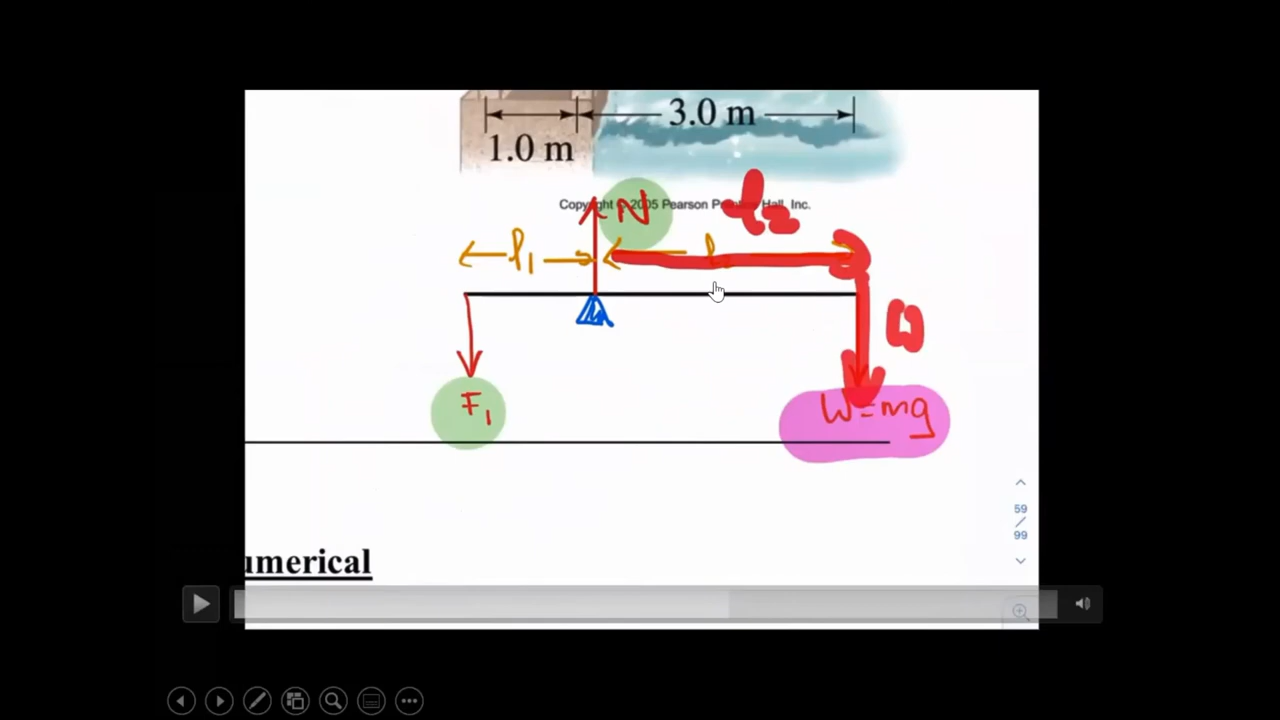 3.0 m
1.0 m
Copyright © 2005 Pearson Prentice Hall, Inc.
N
l2
l1
F1
W=mg
59
/
99
umerical